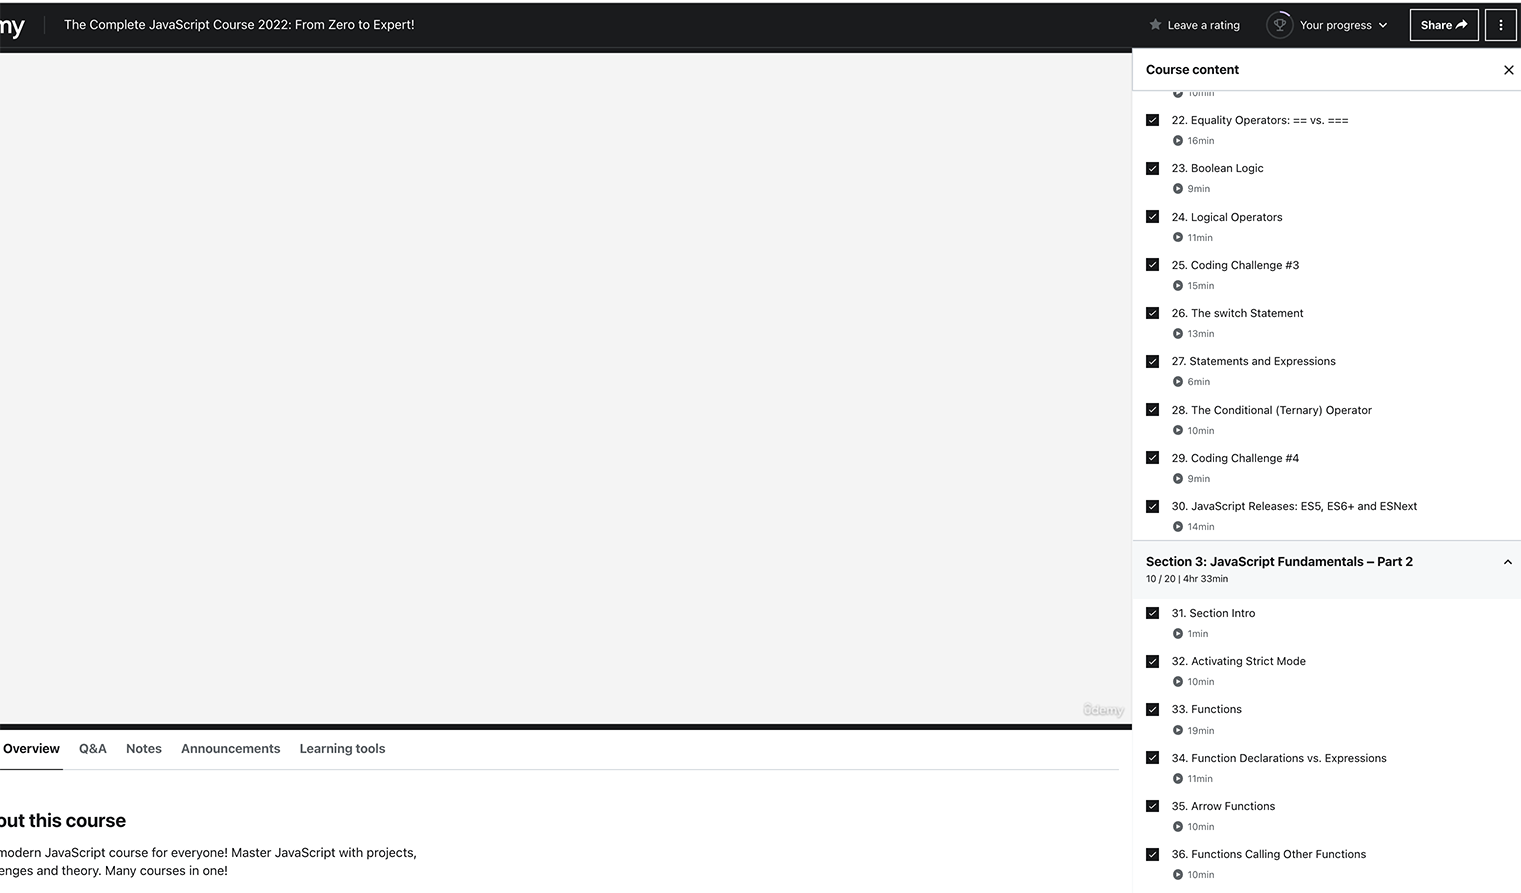 my
The Complete JavaScript Course 2022: From Zero to Expert!
Leave a rating
Your progress
Share
Course content
10min
22. Equality Operators: == vs. ===
16min
23. Boolean Logic
9min
24. Logical Operators
11min
25. Coding Challenge #3
15min
26. The switch Statement
13min
27. Statements and Expressions
6min
28. The Conditional (Ternary) Operator
10min
29. Coding Challenge #4
9min
30. JavaScript Releases: ES5, ES6+ and ESNext
14min
Section 3: JavaScript Fundamentals – Part 2
10 / 20 | 4hr 33min
31. Section Intro
1min
32. Activating Strict Mode
10min
33. Functions
19min
34. Function Declarations vs. Expressions
11min
35. Arrow Functions
10min
36. Functions Calling Other Functions
10min
ûdemy
Overview
Q&A
Notes
Announcements
Learning tools
out this course
modern JavaScript course for everyone! Master JavaScript with projects,
enges and theory. Many courses in one!